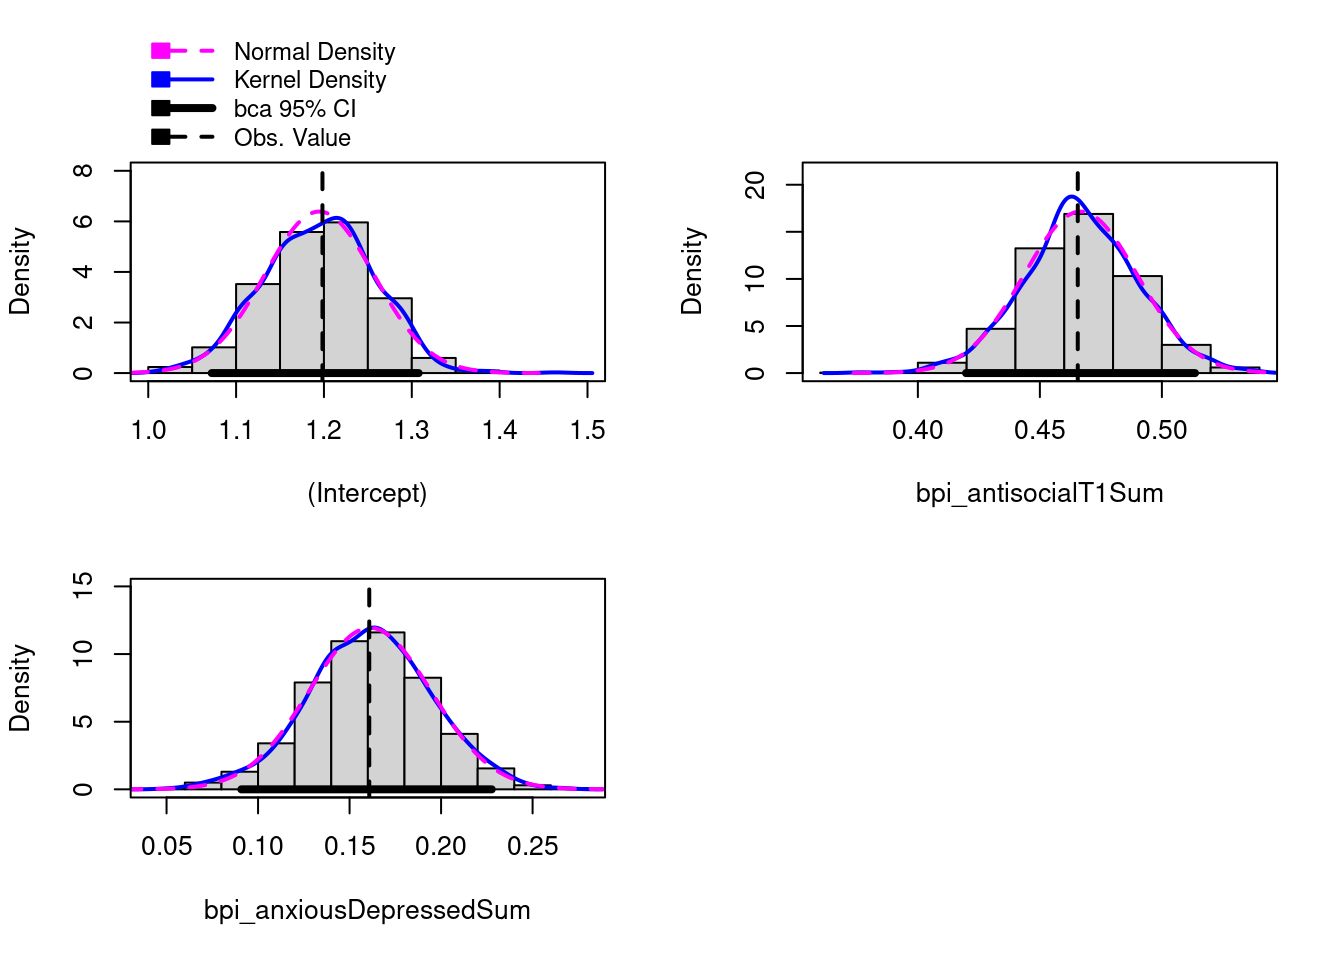 Normal Density
Kernel Density
bca 95% CI
Obs. Value
Density
0 2 4 6 8
1.0 1.1 1.2 1.3 1.4 1.5
(Intercept)
Density
0 5 10 20
0.40 0.45 0.50
bpi_antisocialT1Sum
Density
0 5 10 15
0.05 0.10 0.15 0.20 0.25
bpi_anxiousDepressedSum